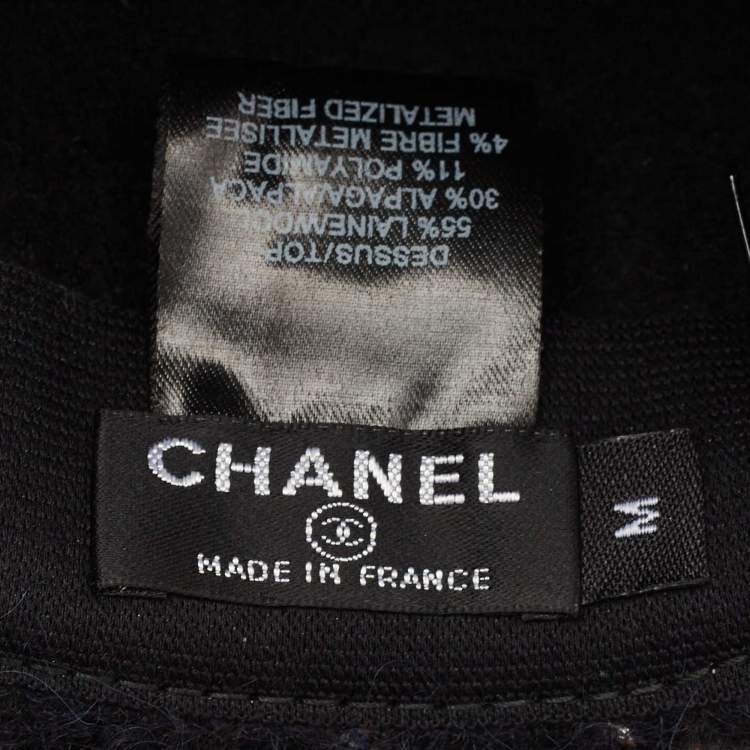 DESSUS/TOP
55% LAINE/WOOL
30% ALPAGA/ALPACA
11% POLYAMIDE
4% FIBRE METALLISEE
METALIZED FIBER
CHANEL
MADE IN FRANCE
M